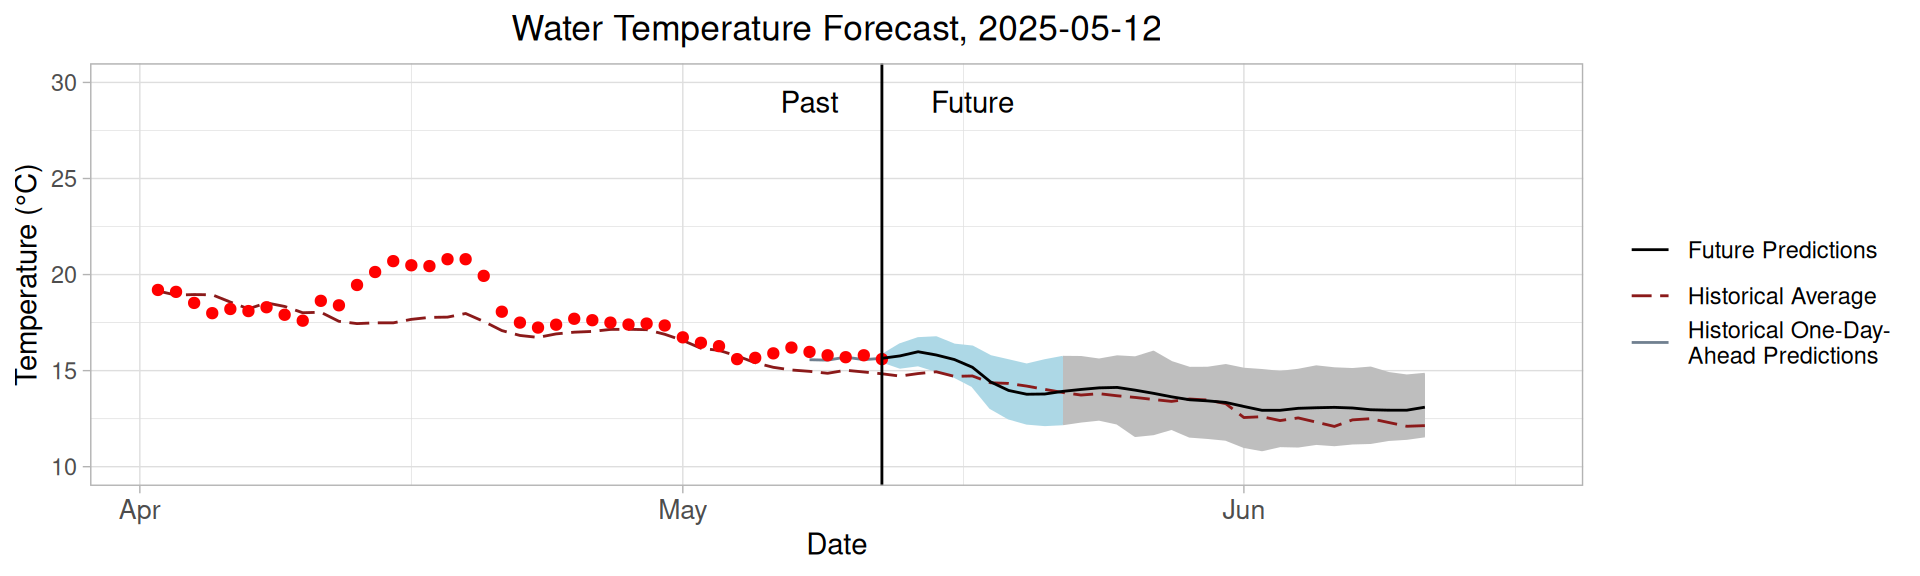 Water Temperature Forecast, 2025-05-12
Temperature (°C)
30
25
20
15
10
Past
Future
Apr
May
Jun
Date
Future Predictions
Historical Average
Historical One-Day-
Ahead Predictions